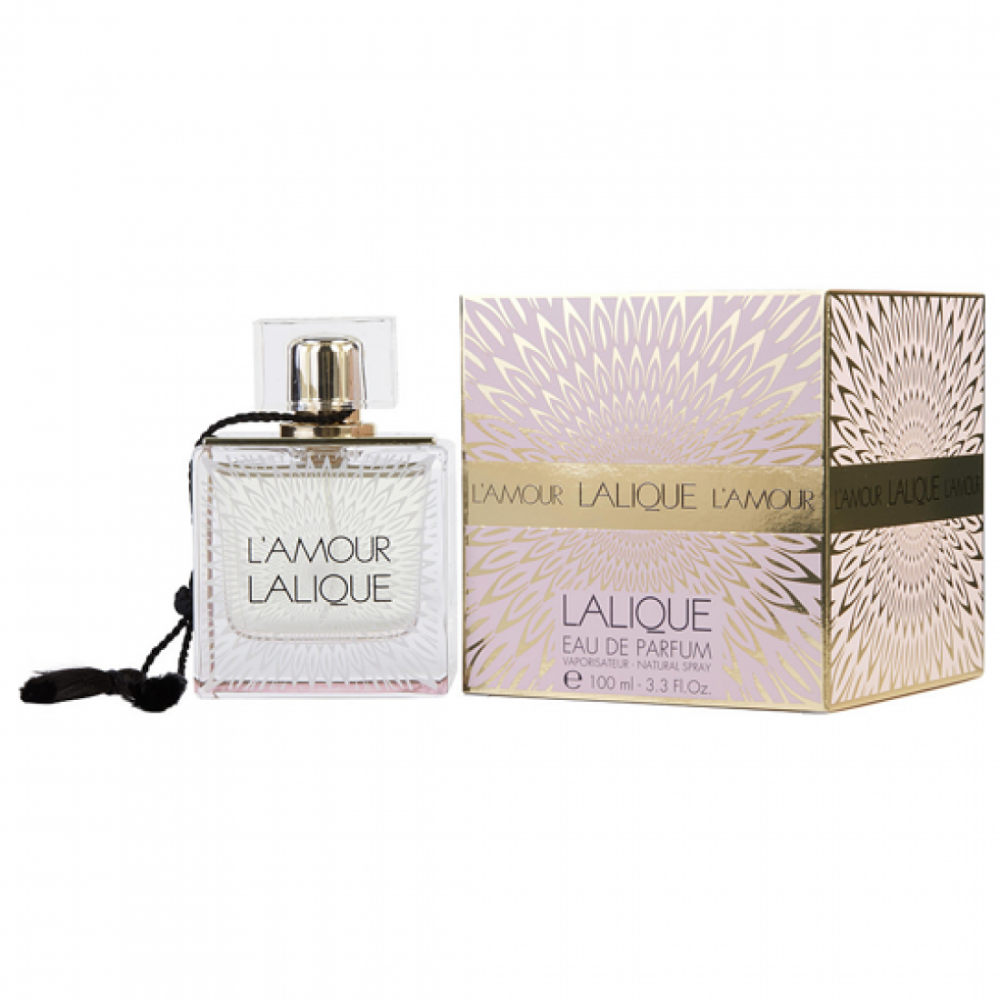 L'AMOUR
LALIQUE
L'AMOUR LALIQUE L'AMOUR
L'AMOUR LALIQUE L'AMOUR
LALIQUE
EAU DE PARFUM
VAPORISATEUR - NATURAL SPRAY
e 100 ml - 3.3 Fl.Oz.